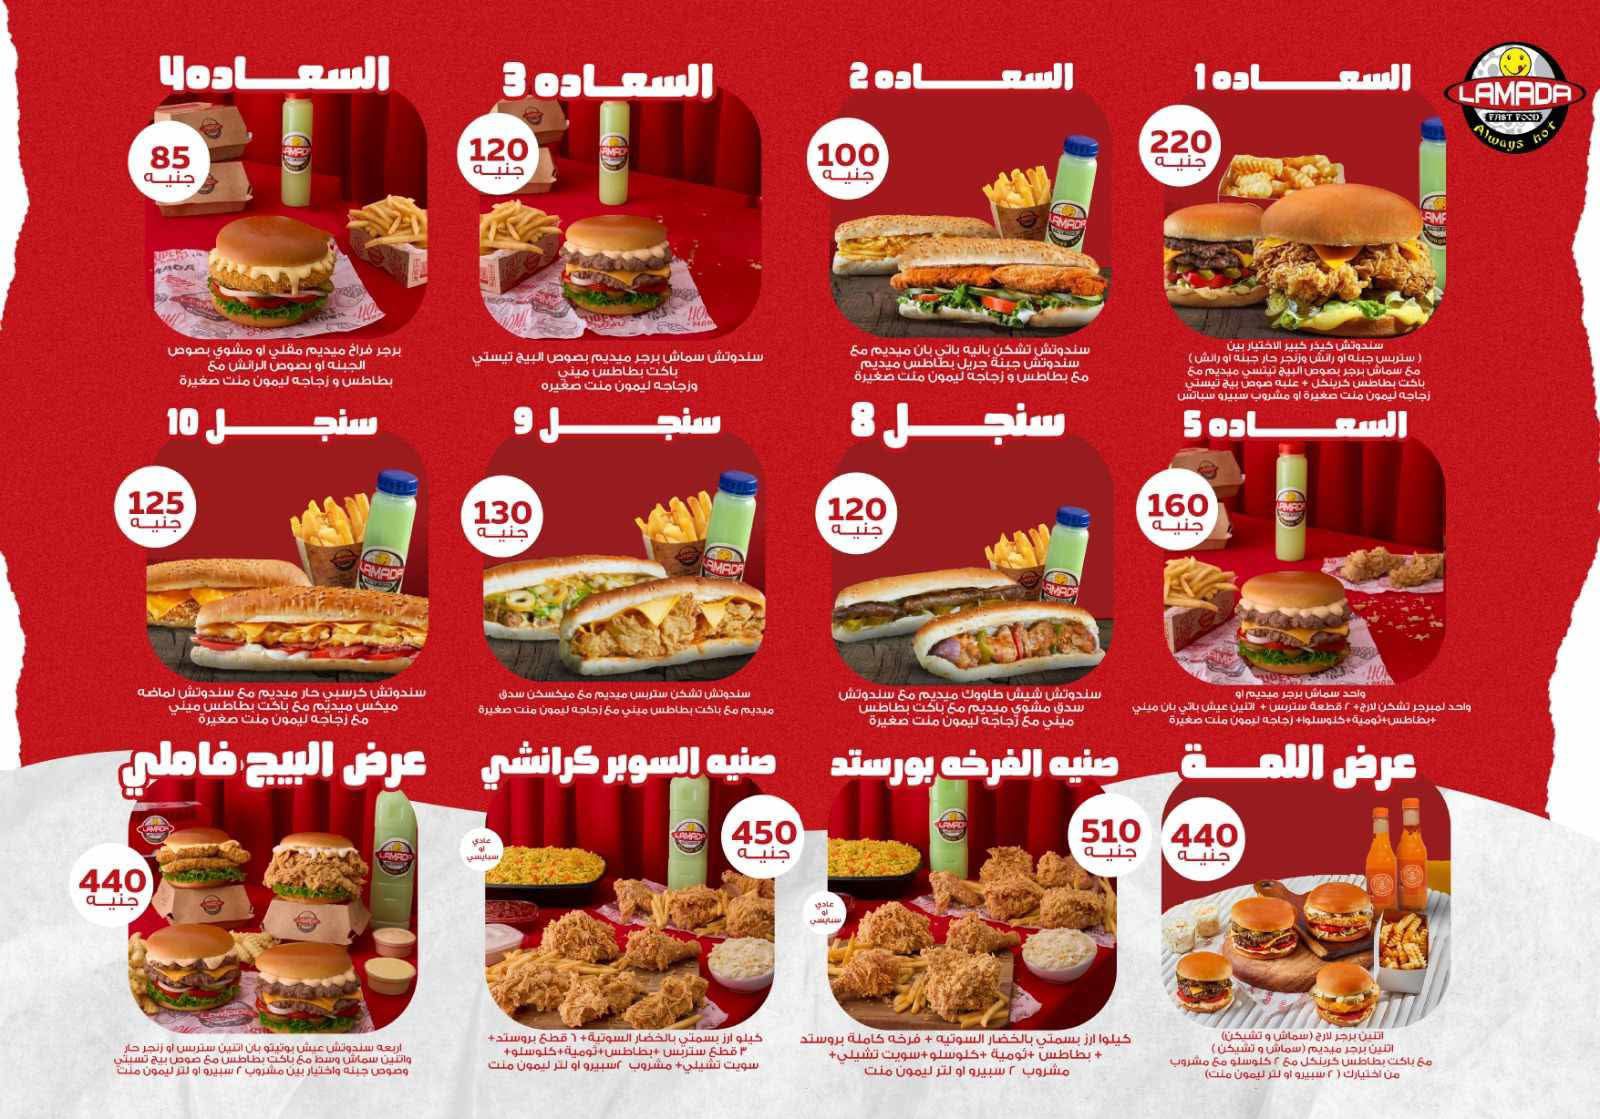 LAMADA
FAST FOOD
Always hot
السعاده 1
220
جنيه
سندوتش كيدز كبير الاختيار بين
( ستربس جبنه او رانش وزنجر حار جبنه او رانش )
مع سماش برجر بصوص البيج تيتسي ميديم مع
باكت بطاطس كرينكل + علبه صوص بيج تيستي
زجاجه ليمون منت صغيرة او مشروب سبيرو سباتس
السعاده 2
100
جنيه
سندوتش تشكن بانيه باتي بان ميديم مع
سندوتش جبنة جريل بطاطس ميديم
مع بطاطس و زجاجه ليمون منت صغيرة
السعاده 3
120
جنيه
سندوتش سماش برجر ميديم بصوص البيج تيستي
باكت بطاطس ميني
وزجاجه ليمون منت صغيره
السعاده4
85
جنيه
برجر فراخ ميديم مقلي او مشوي بصوص
الجبنه او بصوص الرانش مع
بطاطس و زجاجه ليمون منت صغيرة
السعاده 5
160
جنيه
واحد سماش برجر ميديم او
واحد لمبرجر تشكن لارج+ ٢ قطعة ستربس + اتنين عيش باتي بان ميني
+بطاطس+ثومية+كلوسلو+ زجاجه ليمون منت صغيرة
سنجل 8
120
جنيه
سندوتش شيش طاووك ميديم مع سندوتش
سدق مشوي ميديم مع باكت بطاطس
ميني مع زجاجه ليمون منت صغيرة
سنجل 9
130
جنيه
سندوتش تشكن ستربس ميديم مع ميكسكن سدق
ميديم مع باكت بطاطس ميني مع زجاجه ليمون منت صغيرة
سنجل 10
125
جنيه
سندوتش كرسبي حار ميديم مع سندوتش لماضه
ميكس ميديم مع باكت بطاطس ميني
مع زجاجه ليمون منت صغيرة
عرض اللمة
440
جنيه
اتنين برجر لارج (سماش و تشيكن)
اتنين برجر ميديم (سماش و تشيكن )
مع باكت بطاطس كرينكل مع ٢ كلوسلو مع مشروب
من اختيارك ( ٢ سبيرو او لتر ليمون منت)
صنيه الفرخه بورستد
510
جنيه
عادي
او
سبايسي
كيلوا ارز بسمتي بالخضار السوتيه + فرخه كاملة بروستد
+ بطاطس +ثومية +كلوسلو+سويت تشيلي+
مشروب ٢ سبيرو او لتر ليمون منت
صنيه السوبر كرانشي
450
جنيه
عادي
او
سبايسي
كيلو ارز بسمتي بالخضار السوتية+ ٦ قطع بروستد+
٣ قطع ستربس +بطاطس+ثومية+كلوسلو+
سويت تشيلي+ مشروب ٢سبيرو او لتر ليمون منت
عرض البيج فاملي
440
جنيه
اربعه سندوتش عيش بوتيتو بان اتنين ستربس او زنجر حار
واتنين سماش وسط مع باكت بطاطس مع صوص بيج تستي
وصوص جبنه واختيار بين مشروب ٢ سبيرو او لتر ليمون منت